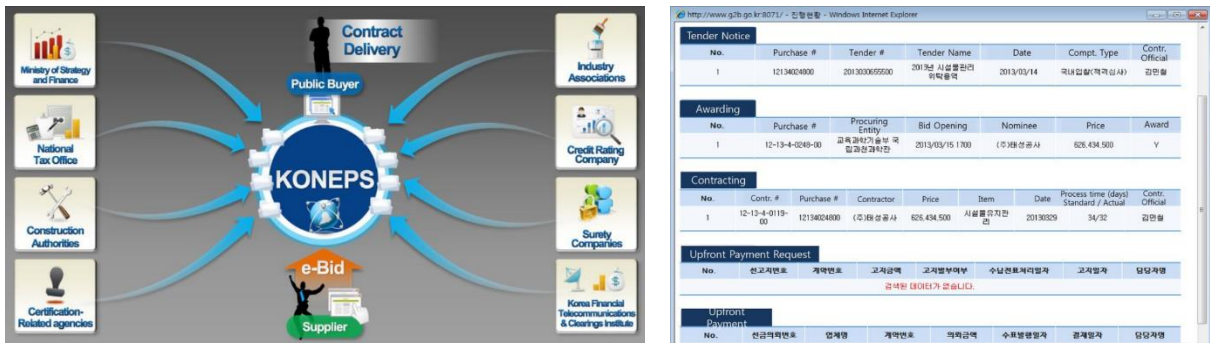 Ministry of Strategy
and Finance
National
Tax Office
Construction
Authorities
Certification-
Related agencies
Contract
Delivery
Public Buyer
KONEPS
e-Bid
Supplier
Industry
Associations
Credit Rating
Company
Surety
Companies
Korea Financial
Telecommunications
& Clearings Institute
http://www.g2b.go.kr:8071/ - 진행현황 - Windows Internet Explorer
Tender Notice
No. Purchase # Tender # Tender Name Date Compt. Type Contr.
Official
1 12134024800 2013030655500 2013년 시설물관리
위탁용역 2013/03/14 국내입찰(적격심사) 김민철
Awarding
No. Purchase # Procuring
Entity Bid Opening Nominee Price Award
1 12-13-4-0248-00 교육과학기술부 국
립과천과학관 2013/03/15 1700 (주)태성공사 626,434,500 Y
Contracting
No. Contr. # Purchase # Contractor Price Item Date Process time (days)
Standard / Actual Contr.
Official
1 12-13-4-0119-
00 12134024800 (주)태성공사 626,434,500 시설물유지관
리 20130329 34/32 김민철
Upfront Payment Request
No. 선고지번호 계약번호 고지금액 고지발부여부 수납전표처리일자 고지일자 담당자명
검색된 데이터가 없습니다.
Upfront
Payment
No. 선금의뢰번호 업체명 계약번호 의뢰금액 수표발행일자 결재일자 담당자명